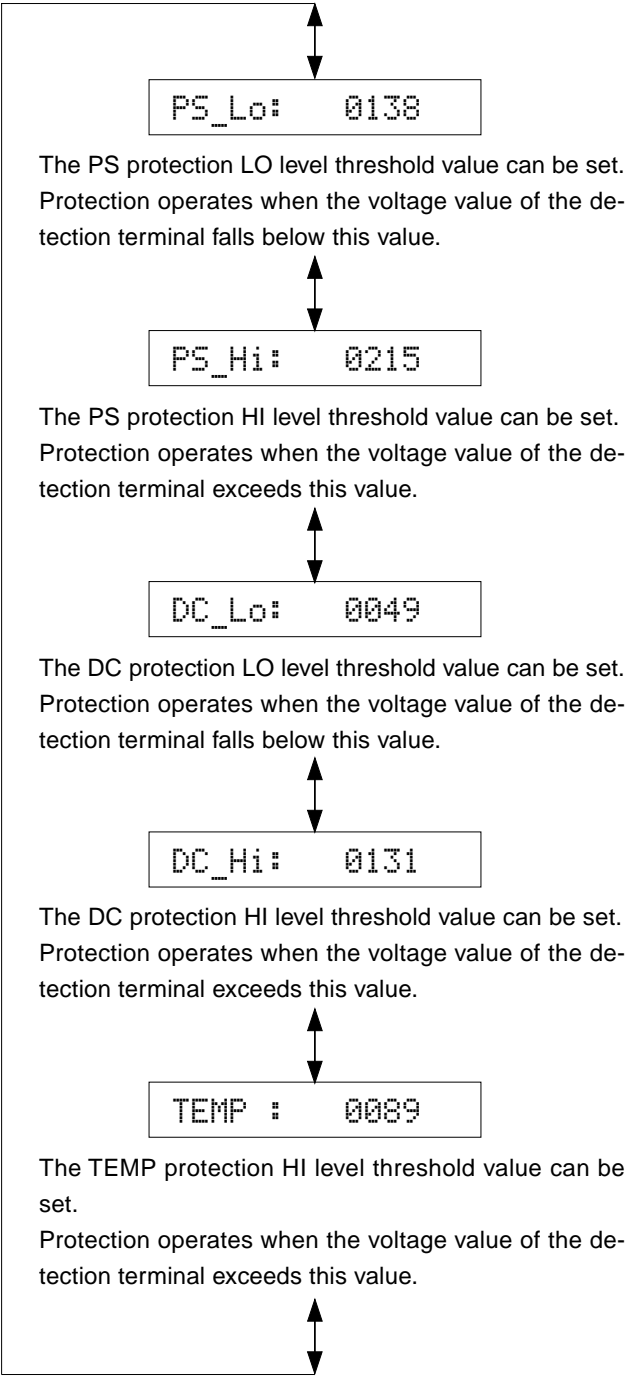 PS_Lo: 0138
The PS protection LO level threshold value can be set.
Protection operates when the voltage value of the de-
tection terminal falls below this value.
PS_Hi: 0215
The PS protection HI level threshold value can be set.
Protection operates when the voltage value of the de-
tection terminal exceeds this value.
DC_Lo: 0049
The DC protection LO level threshold value can be set.
Protection operates when the voltage value of the de-
tection terminal falls below this value.
DC_Hi: 0131
The DC protection HI level threshold value can be set.
Protection operates when the voltage value of the de-
tection terminal exceeds this value.
TEMP : 0089
The TEMP protection HI level threshold value can be
set.
Protection operates when the voltage value of the de-
tection terminal exceeds this value.